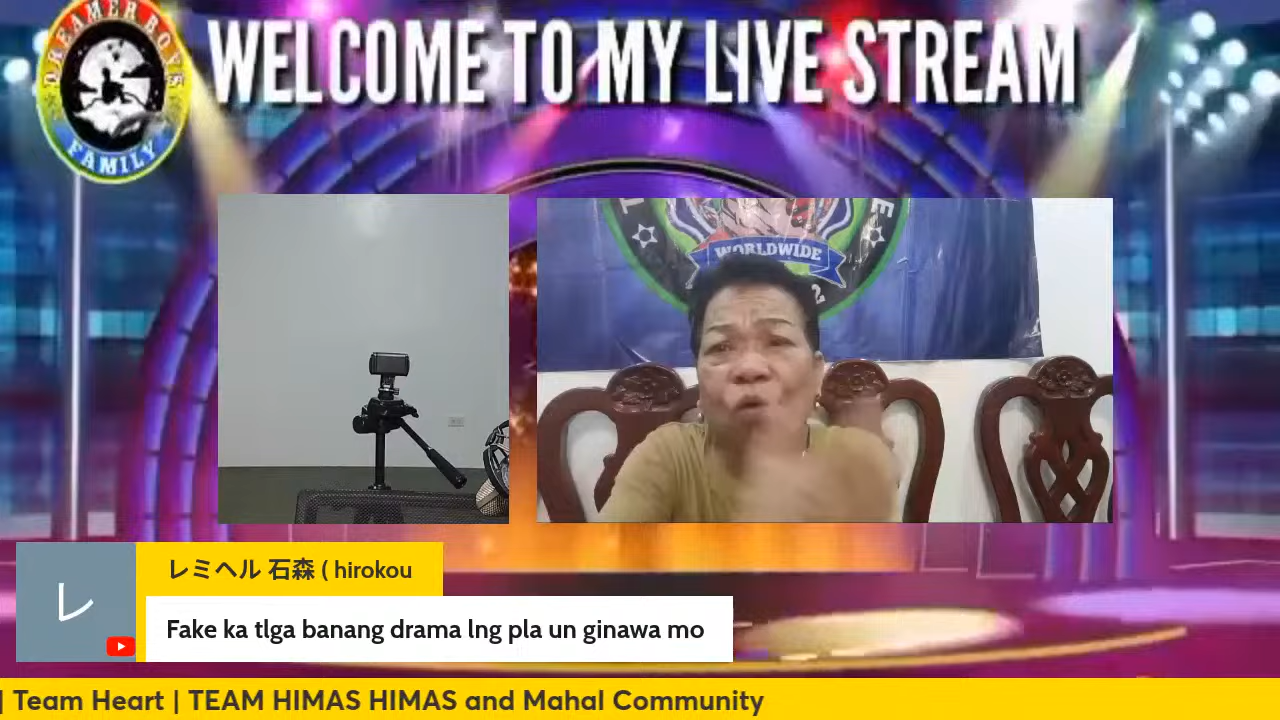 DREAMER BOYS
FAMILY
WELCOME TO MY LIVE STREAM
WORLDWIDE
レ
レミヘル 石森 ( hirokou
Fake ka tlga banang drama lng pla un ginawa mo
| Team Heart | TEAM HIMAS HIMAS and Mahal Community